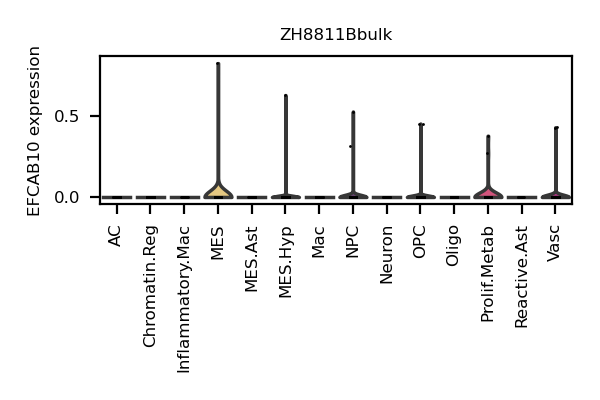 ZH8811Bbulk
EFCAB10 expression
0.5
0.0
AC
Chromatin.Reg
Inflammatory.Mac
MES
MES.Ast
MES.Hyp
Mac
NPC
Neuron
OPC
Oligo
Prolif.Metab
Reactive.Ast
Vasc